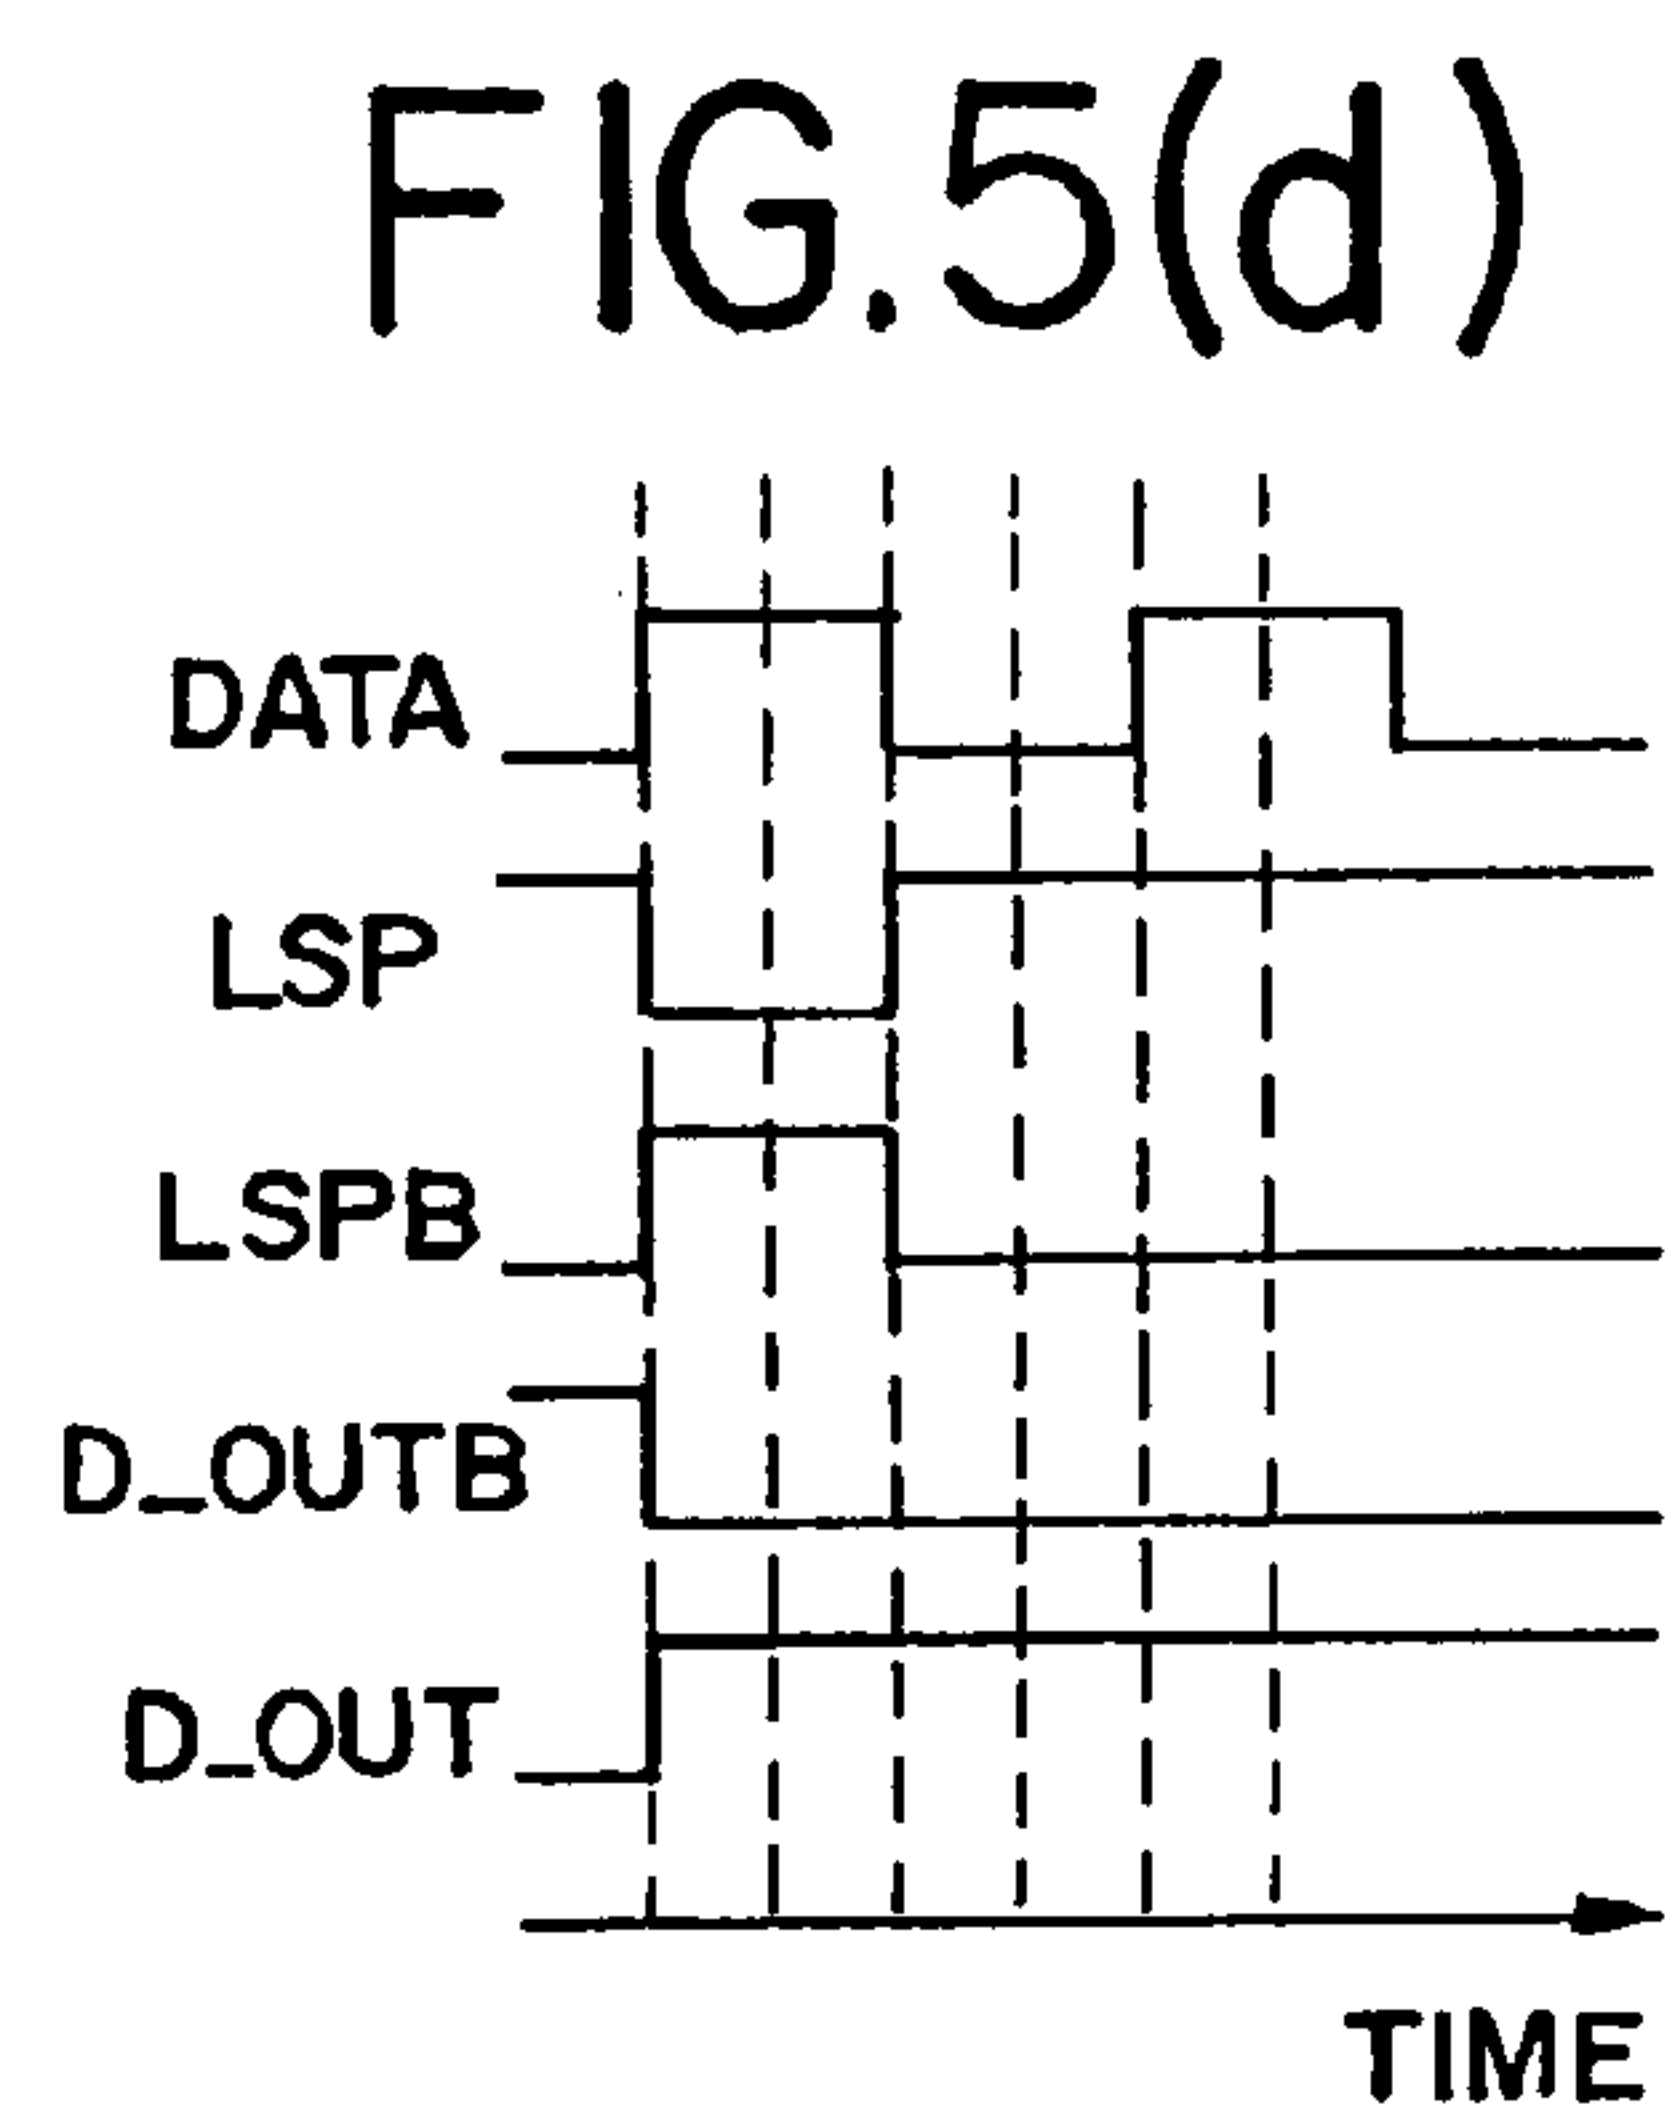 FIG.5(d)
DATA
LSP
LSPB
D_OUTB
D_OUT
TIME